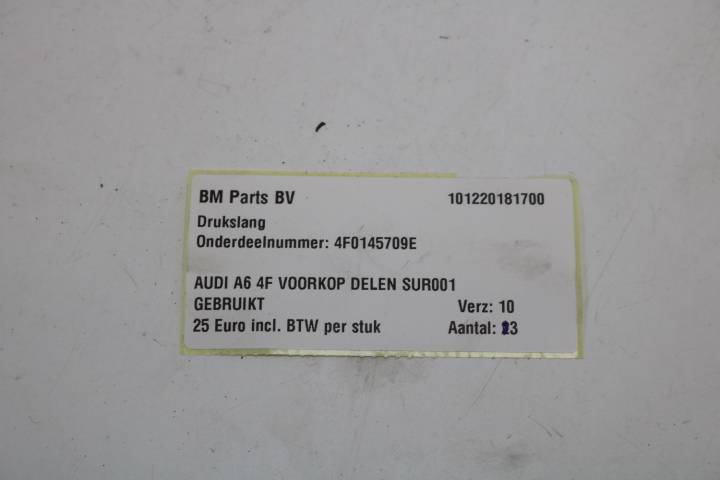 BM Parts BV 101220181700
Drukslang
Onderdeelnummer: 4F0145709E
AUDI A6 4F VOORKOP DELEN SUR001
GEBRUIKT Verz: 10
25 Euro incl. BTW per stuk Aantal: